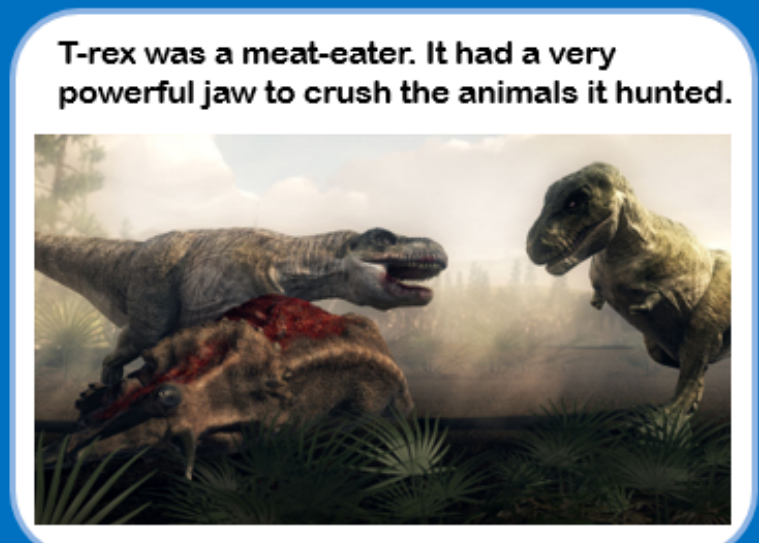 T-rex was a meat-eater. It had a very
powerful jaw to crush the animals it hunted.